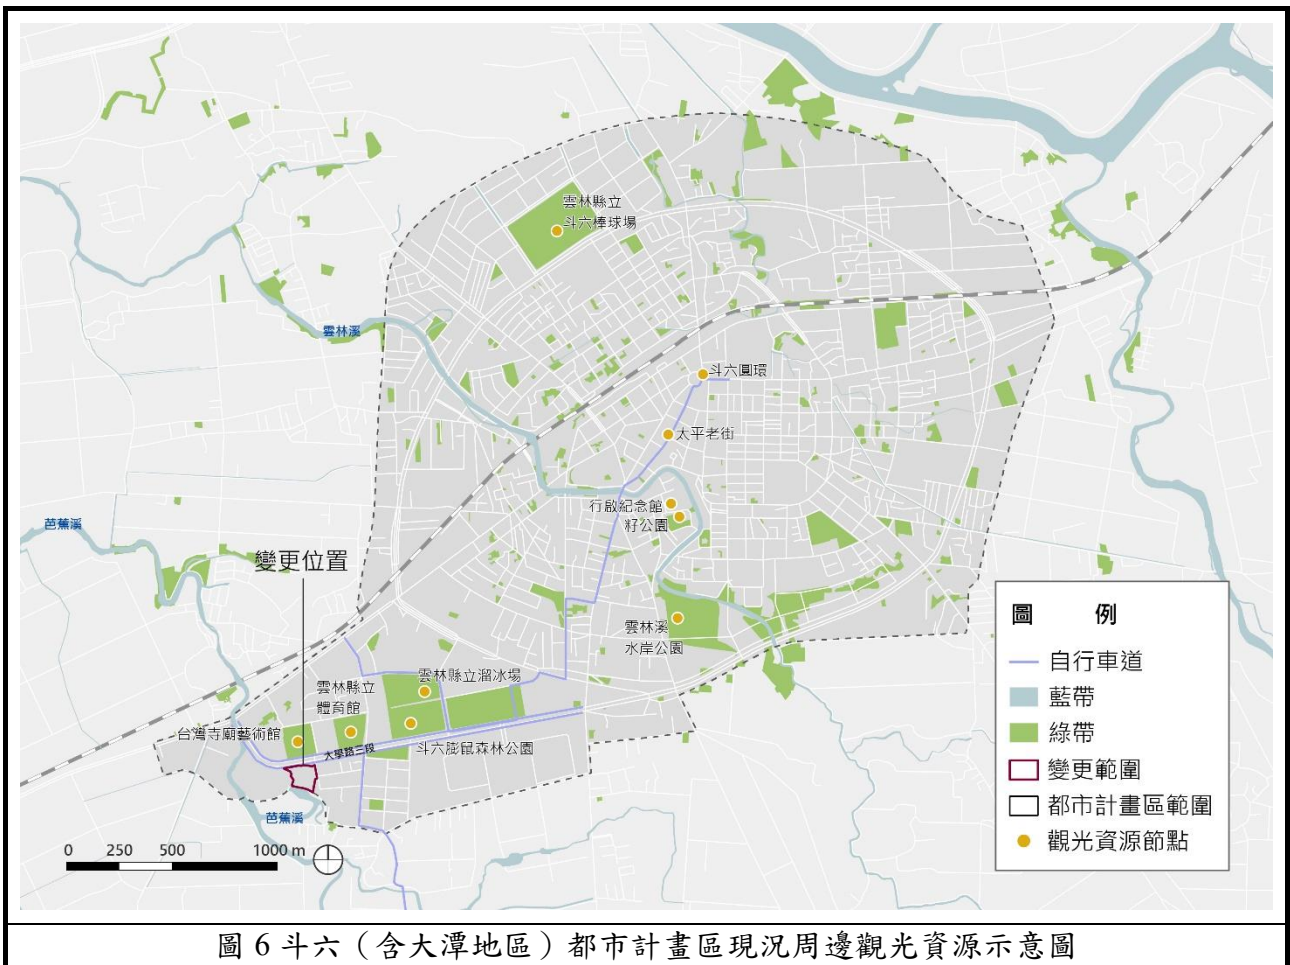 雲林縣立
斗六棒球場
雲林溪
斗六圓環
太平老街
行啟紀念館
籽公園
芭蕉溪
變更位置
雲林溪
水岸公園
雲林縣立溜冰場
雲林縣立
體育館
台灣寺廟藝術館
大學路三段
斗六膨鼠森林公園
芭蕉溪
0 250 500 1000 m
圖 例
自行車道
藍帶
綠帶
變更範圍
都市計畫區範圍
觀光資源節點
圖 6 斗六（含大潭地區）都市計畫區現況周邊觀光資源示意圖